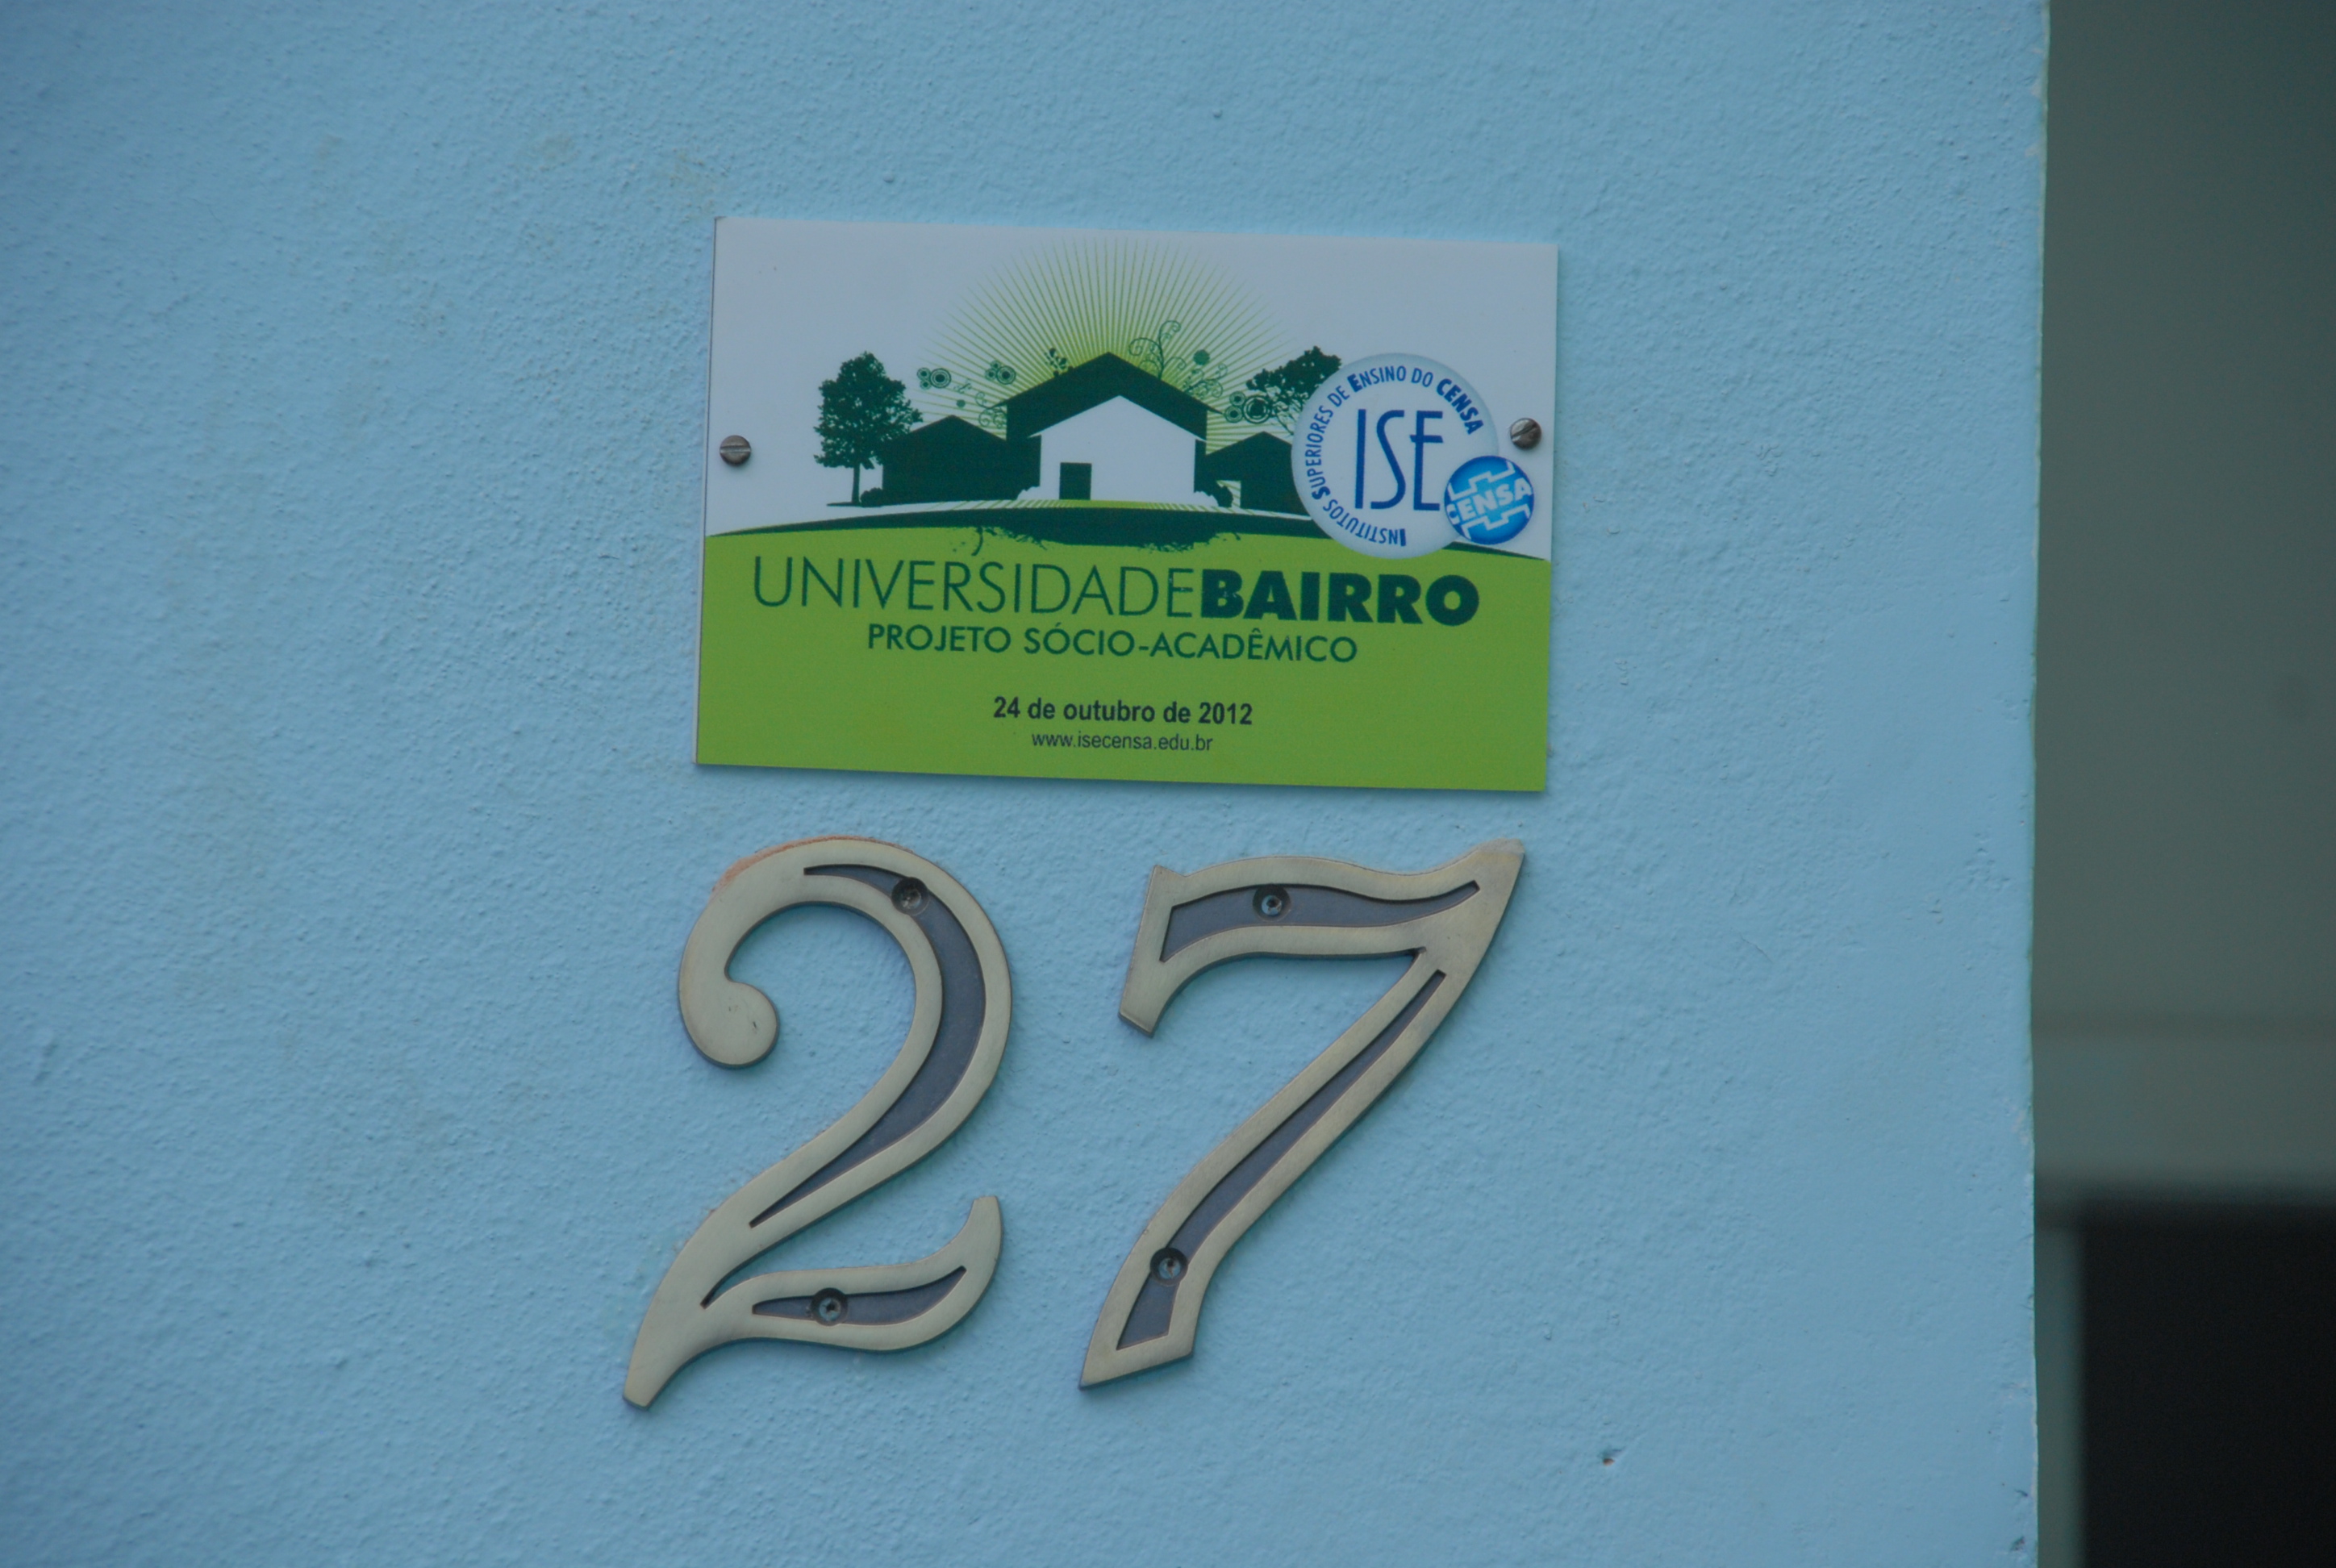 INSTITUTOS SUPERIORES DE ENSINO DO CENSA
ISE
CENSA
UNIVERSIDADEBAIRRO
PROJETO SÓCIO-ACADÊMICO
24 de outubro de 2012
www.isecensa.edu.br
27